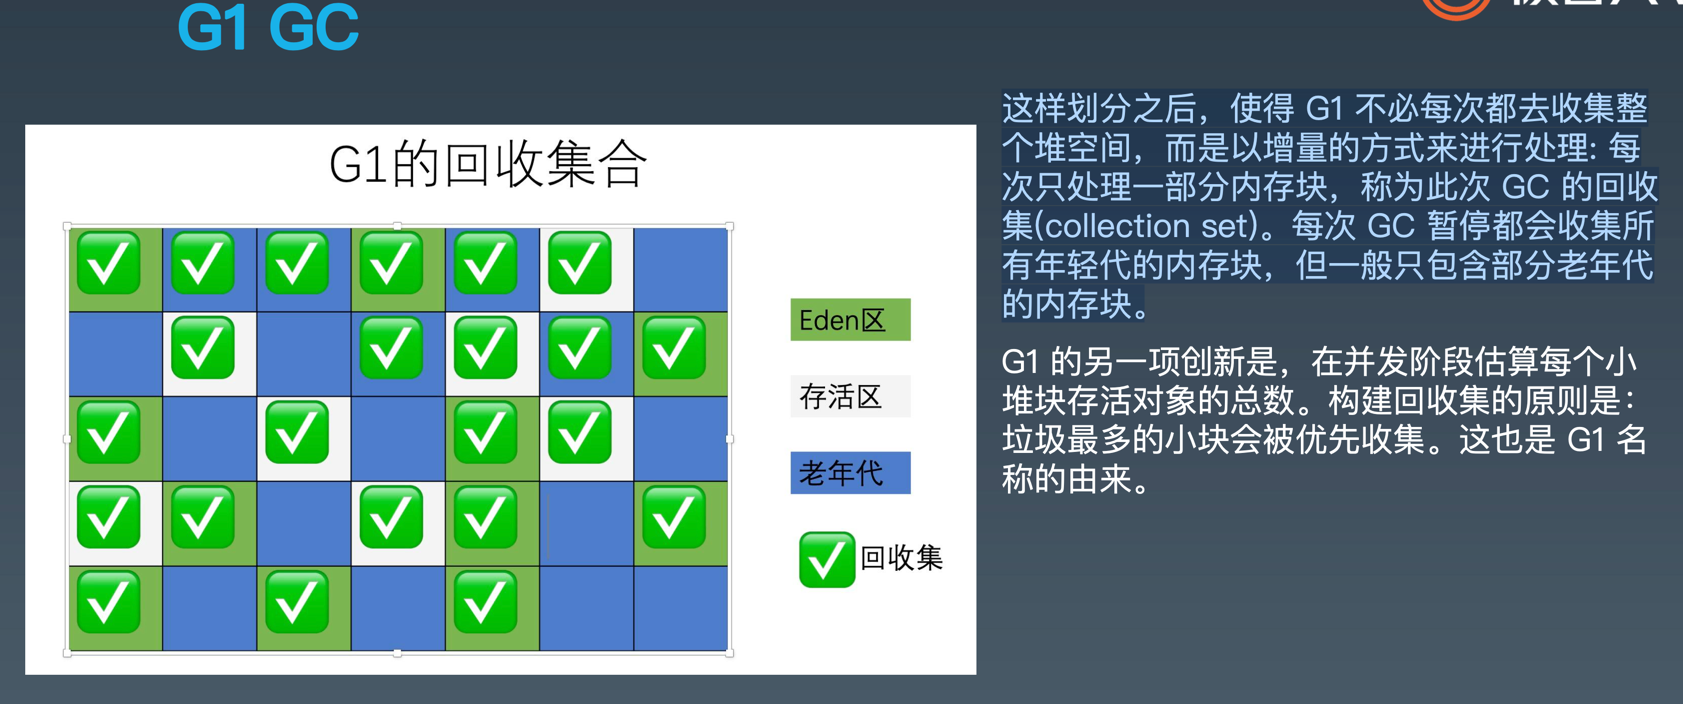 G1 GC
G1的回收集合
Eden区
存活区
老年代
回收集
这样划分之后，使得 G1 不必每次都去收集整
个堆空间，而是以增量的方式来进行处理: 每
次只处理一部分内存块，称为此次 GC 的回收
集(collection set)。每次 GC 暂停都会收集所
有年轻代的内存块，但一般只包含部分老年代
的内存块。
G1 的另一项创新是，在并发阶段估算每个小
堆块存活对象的总数。构建回收集的原则是：
垃圾最多的小块会被优先收集。这也是 G1 名
称的由来。